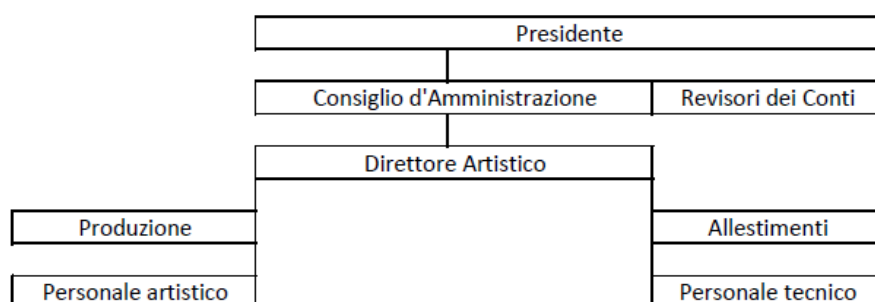 Presidente
Consiglio d'Amministrazione
Revisori dei Conti
Direttore Artistico
Produzione
Allestimenti
Personale artistico
Personale tecnico